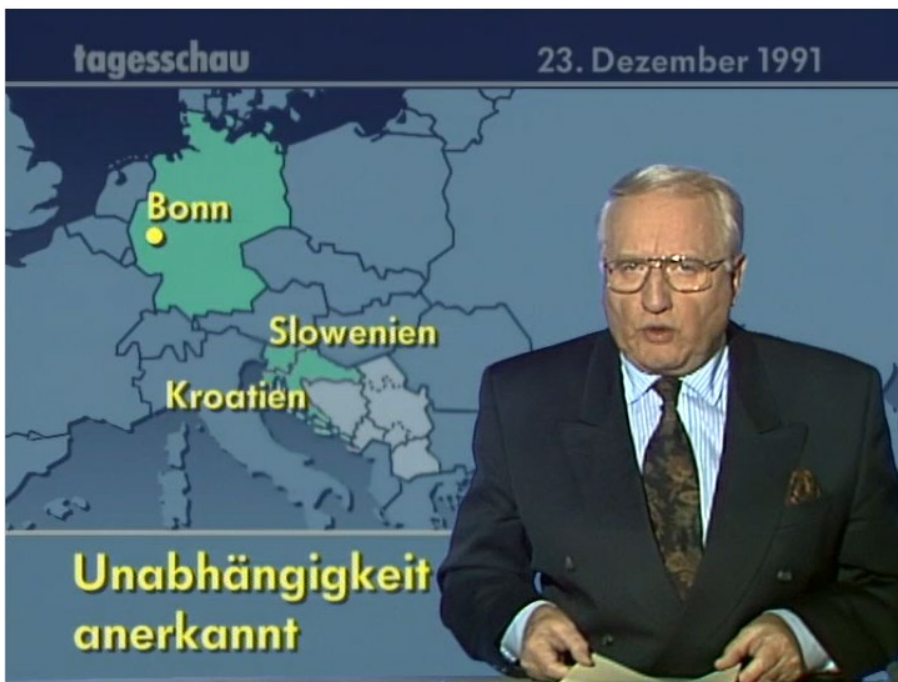 tagesschau 23. Dezember 1991
Bonn
Slowenien
Kroatien
Unabhängigkeit
anerkannt